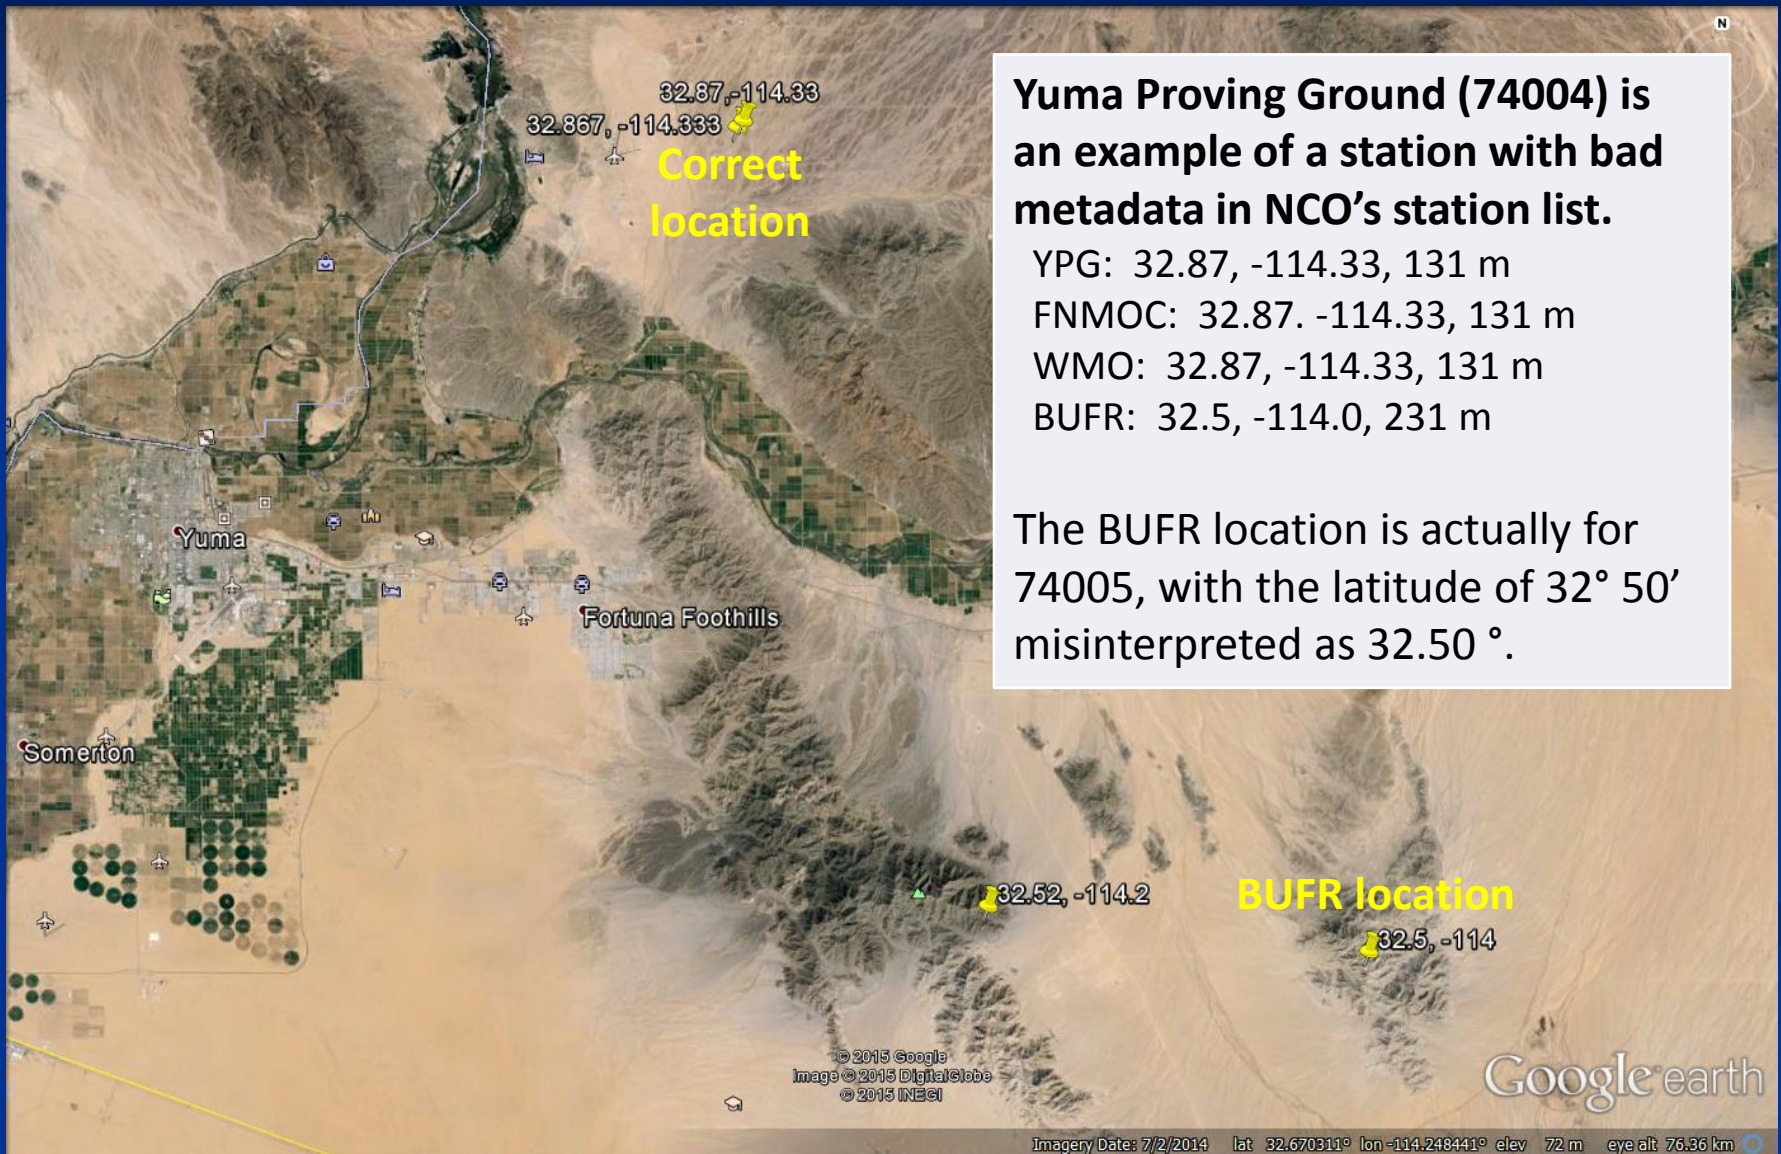 N
32.87,-114.33
32.867, -114.333
Correct
location
Yuma Proving Ground (74004) is
an example of a station with bad
metadata in NCO’s station list.
YPG:  32.87, -114.33, 131 m
FNMOC:  32.87. -114.33, 131 m
WMO:  32.87, -114.33, 131 m
BUFR:  32.5, -114.0, 231 m
The BUFR location is actually for
74005, with the latitude of 32° 50’
misinterpreted as 32.50 °.
Yuma
Fortuna Foothills
Somerton
32.52, -114.2
BUFR location
32.5, -114
© 2015 Google
Image © 2015 DigitalGlobe
© 2015 INEGI
Google earth
Imagery Date: 7/2/2014   lat  32.670311°  lon -114.248441°  elev   72 m   eye alt  76.36 km